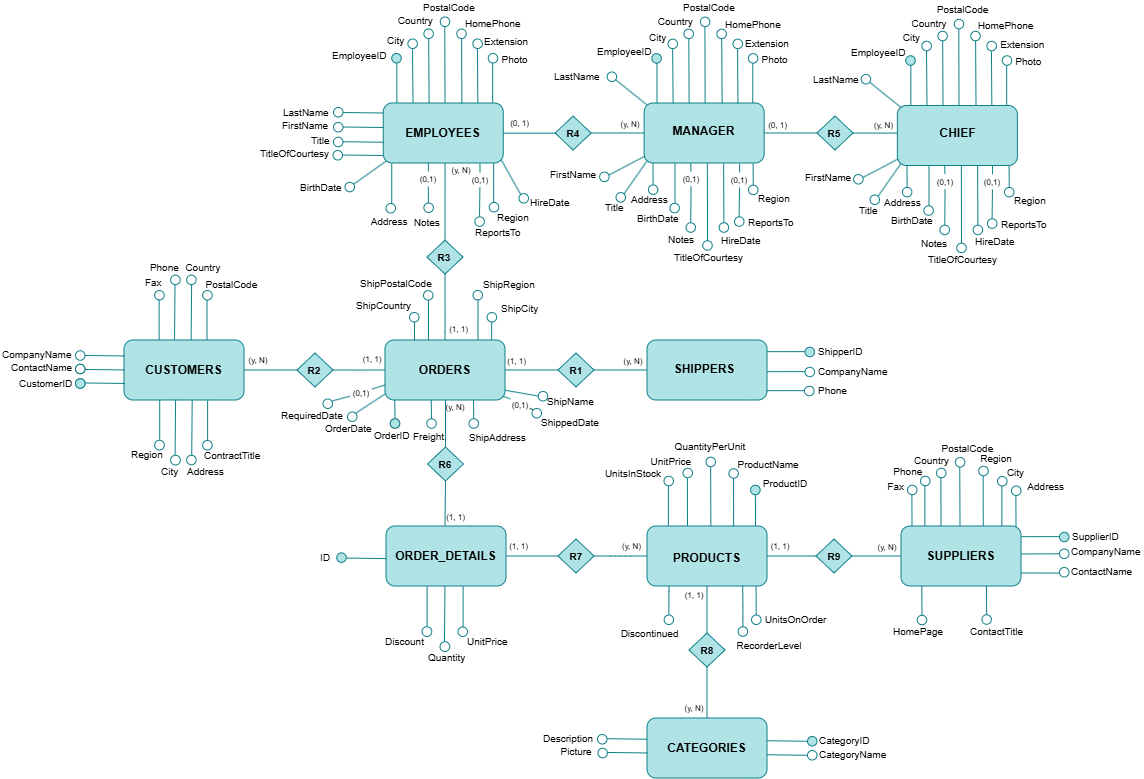 PostalCode
Country
HomePhone
City
Extension
EmployeeID
Photo
LastName
FirstName
Title
TitleOfCourtesy
BirthDate
EMPLOYEES
(0, 1)
(y, N)
(0,1)
(0,1)
Address
Notes
ReportsTo
Region
HireDate
R4
(y, N)
PostalCode
Country
HomePhone
City
Extension
EmployeeID
Photo
LastName
MANAGER
(0, 1)
FirstName
Title
Address
BirthDate
(0,1)
Notes
TitleOfCourtesy
HireDate
(0,1)
ReportsTo
Region
R5
(y, N)
PostalCode
Country
HomePhone
City
Extension
EmployeeID
Photo
LastName
CHIEF
FirstName
Title
Address
BirthDate
(0,1)
Notes
TitleOfCourtesy
HireDate
(0,1)
ReportsTo
Region
R3
(1, 1)
Phone
Country
Fax
PostalCode
CompanyName
ContactName
CustomerID
CUSTOMERS
(y, N)
Region
City
Address
ContractTitle
R2
(1, 1)
ShipPostalCode
ShipRegion
ShipCountry
ShipCity
ORDERS
(1, 1)
(0,1)
RequiredDate
OrderDate
OrderID
Freight
(y, N)
ShipAddress
(0,1)
ShipName
ShippedDate
R1
(y, N)
SHIPPERS
ShipperID
CompanyName
Phone
R6
(1, 1)
ID
ORDER_DETAILS
(1, 1)
Discount
Quantity
UnitPrice
R7
(y, N)
QuantityPerUnit
UnitPrice
ProductName
UnitsInStock
ProductID
PRODUCTS
(1, 1)
(1, 1)
Discontinued
UnitsOnOrder
RecorderLevel
R9
(y, N)
PostalCode
Country
Region
Phone
City
Fax
Address
SUPPLIERS
SupplierID
CompanyName
ContactName
HomePage
ContactTitle
R8
(y, N)
Description
Picture
CATEGORIES
CategoryID
CategoryName